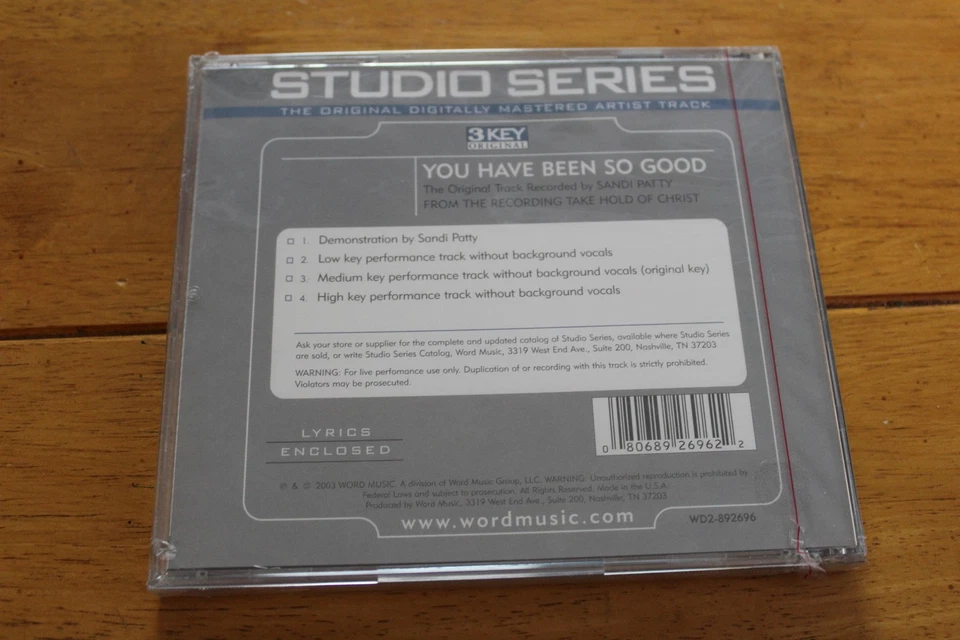 STUDIO SERIES
THE ORIGINAL DIGITALLY MASTERED ARTIST TRACK
3 KEY
ORIGINAL
YOU HAVE BEEN SO GOOD
The Original Track Recorded by SANDI PATTY
FROM THE RECORDING TAKE HOLD OF CHRIST
1. Demonstration by Sandi Patty
2. Low key performance track without background vocals
3. Medium key performance track without background vocals (original key)
4. High key performance track without background vocals
Ask your store or supplier for the complete and updated catalog of Studio Series, available where Studio Series
are sold, or write Studio Series Catalog, Word Music, 3319 West End Ave., Suite 200, Nashville, TN 37203
WARNING: For live perfomance use only. Duplication of or recording with this track is strictly prohibited.
Violators may be prosecuted.
0 80689 26962 2
LYRICS
ENCLOSED
℗ & © 2003 WORD MUSIC. A division of Word Music Group, LLC. WARNING: Unauthorized reproduction is prohibited by
Federal Laws and subject to prosecution. All Rights Reserved. Made in the U.S.A.
Produced by Word Music, 3319 West End Ave., Suite 200, Nashville, TN 37203
www.wordmusic.com
WD2-892696